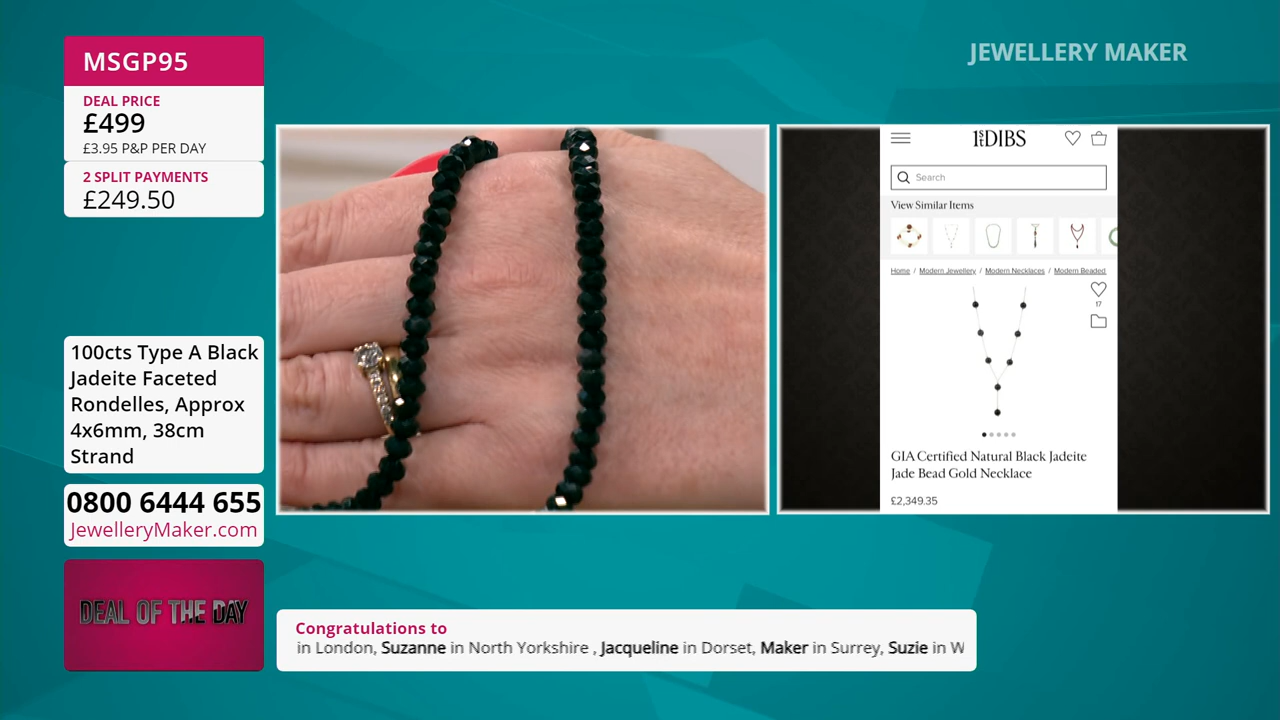 MSGP95
DEAL PRICE
£499
£3.95 P&P PER DAY
2 SPLIT PAYMENTS
£249.50
100cts Type A Black
Jadeite Faceted
Rondelles, Approx
4x6mm, 38cm
Strand
0800 6444 655
JewelleryMaker.com
DEAL OF THE DAY
JEWELLERY MAKER
1STDIBS
Search
View Similar Items
Home / Modern Jewellery / Modern Necklaces / Modern Beaded
17
GIA Certified Natural Black Jadeite
Jade Bead Gold Necklace
£2,349.35
Congratulations to
in London, Suzanne in North Yorkshire , Jacqueline in Dorset, Maker in Surrey, Suzie in W